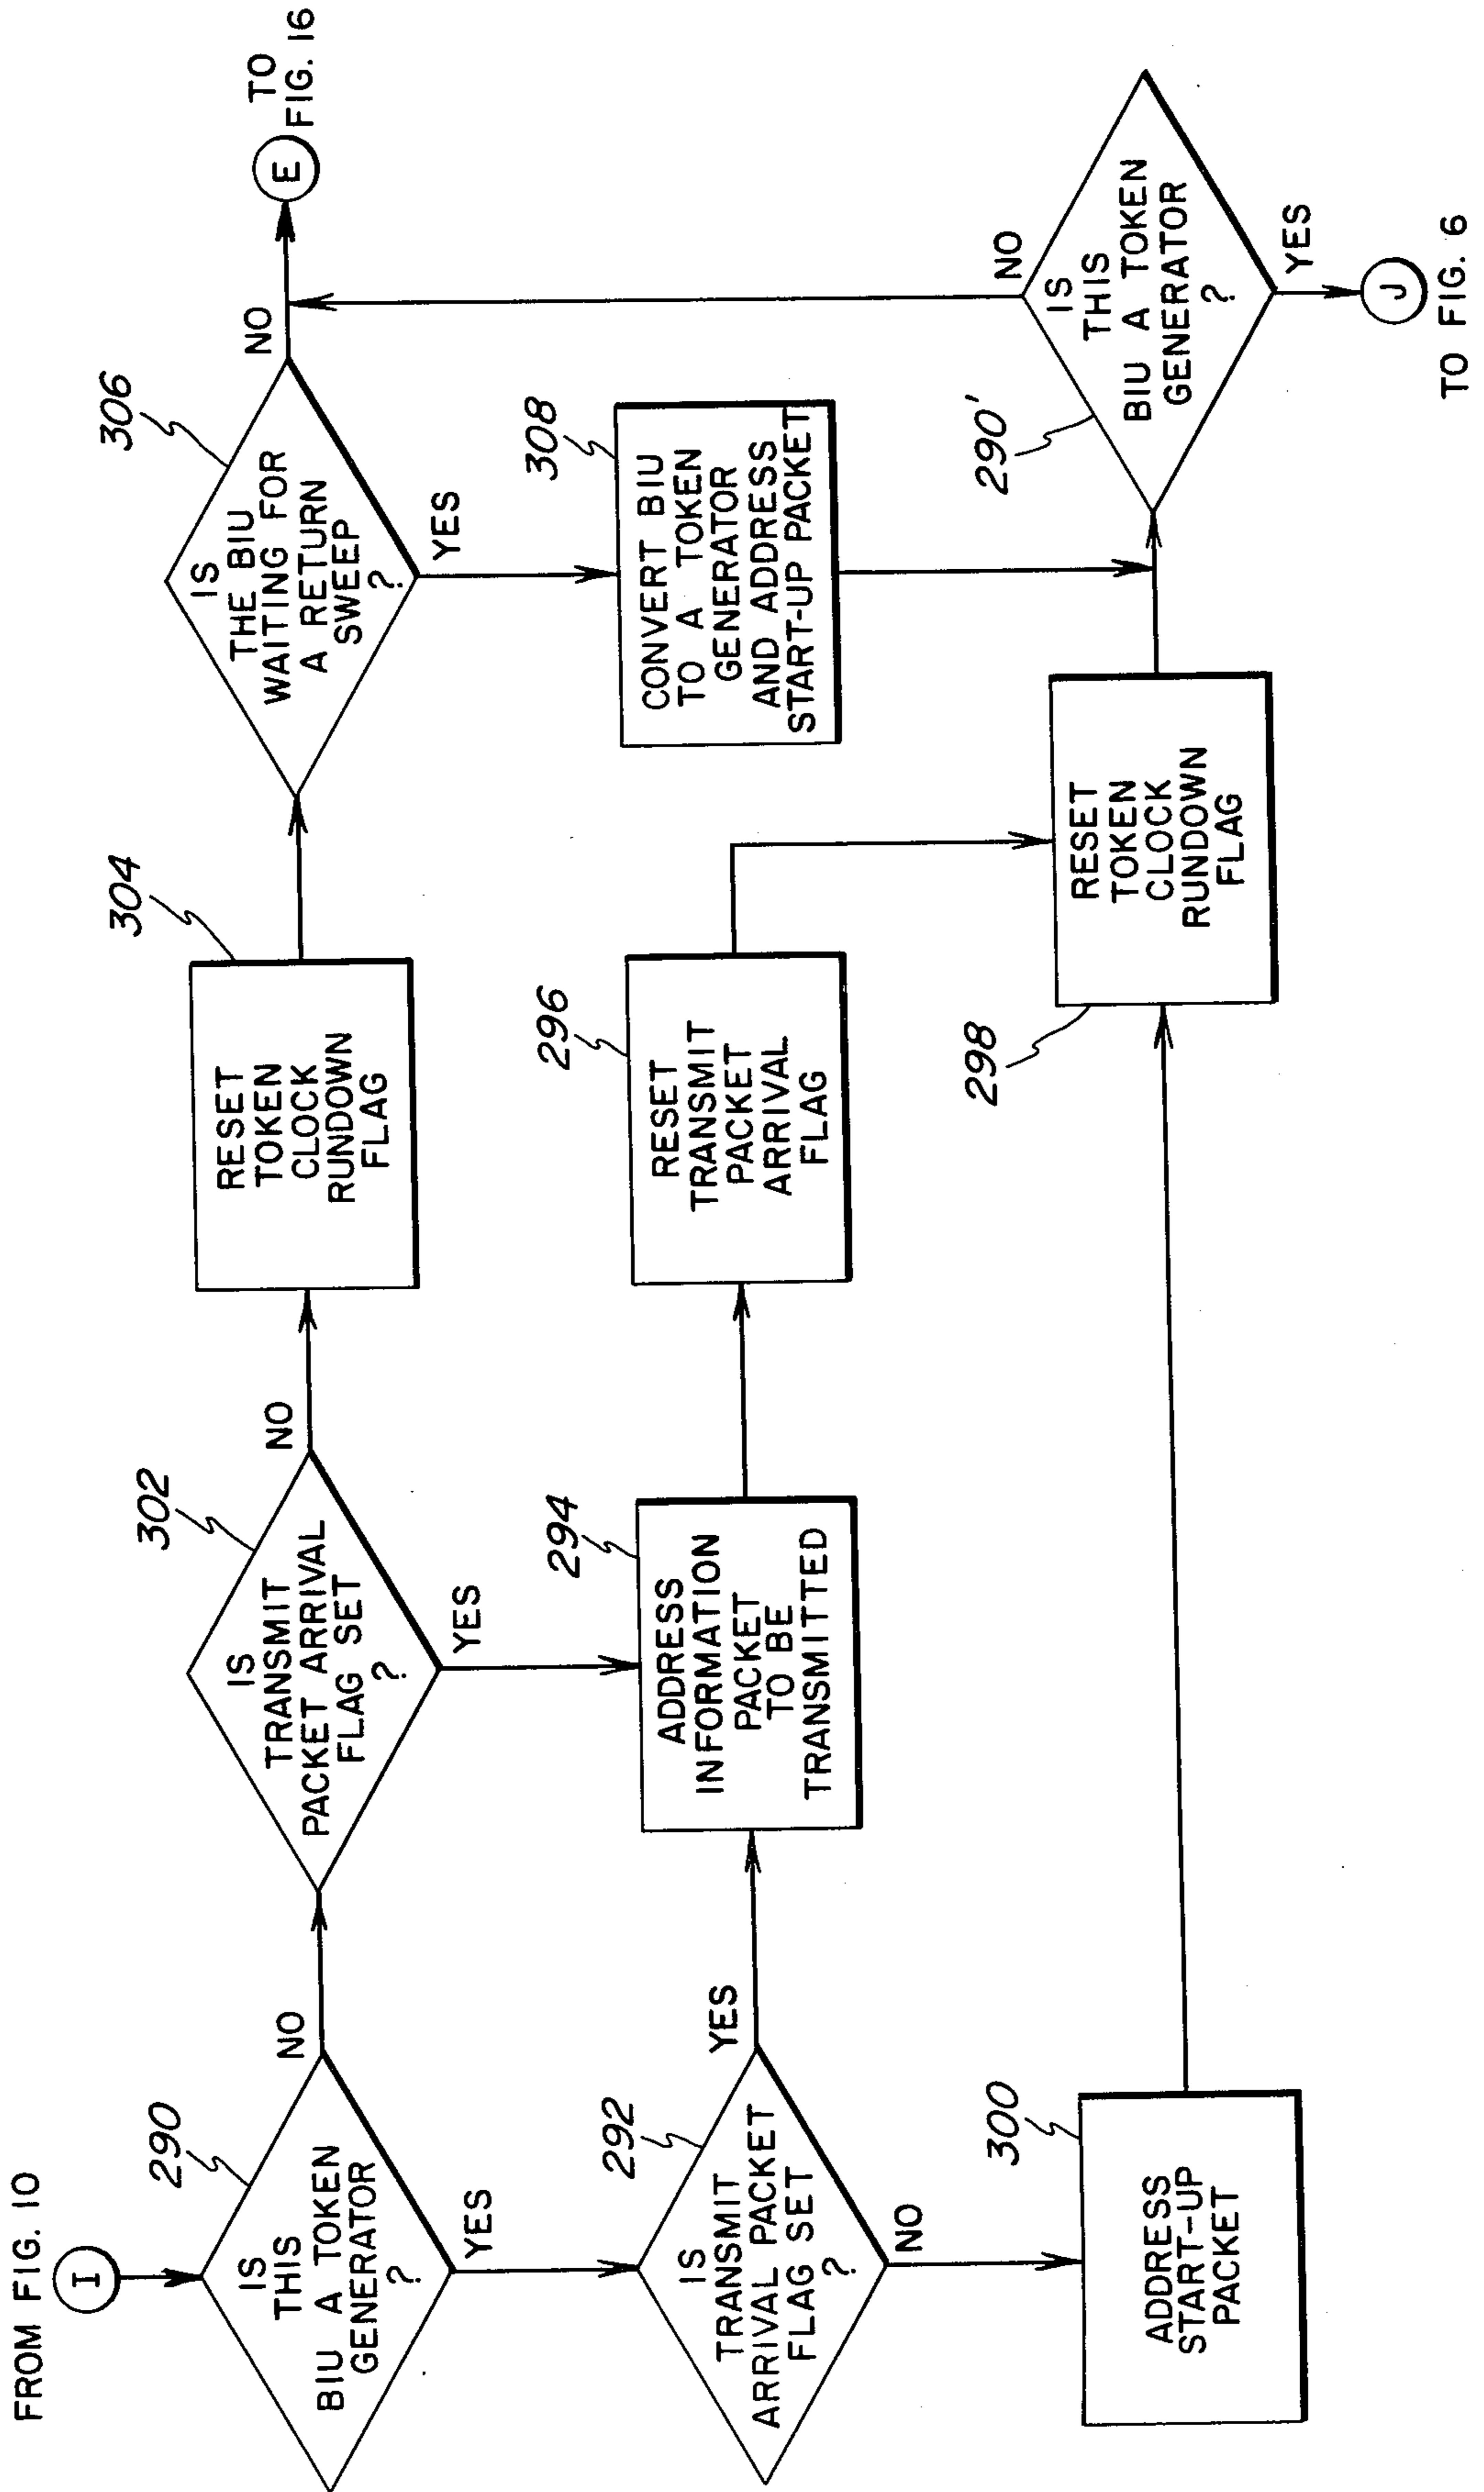 FROM FIG. 10
I
290
IS
THIS
BIU A TOKEN
GENERATOR
?
NO
YES
302
IS
TRANSMIT
PACKET ARRIVAL
FLAG SET
?
NO
YES
304
RESET
TOKEN
CLOCK
RUNDOWN
FLAG
306
IS
THE BIU
WAITING FOR
A RETURN
SWEEP
?
NO
YES
E
TO
FIG. 16
292
IS
TRANSMIT
ARRIVAL PACKET
FLAG SET
?
YES
NO
294
ADDRESS
INFORMATION
PACKET
TO BE
TRANSMITTED
296
RESET
TRANSMIT
PACKET
ARRIVAL
FLAG
308
CONVERT BIU
TO A TOKEN
GENERATOR
AND ADDRESS
START-UP PACKET
300
ADDRESS
START-UP
PACKET
298
RESET
TOKEN
CLOCK
RUNDOWN
FLAG
290'
IS
THIS
BIU A TOKEN
GENERATOR
?
NO
YES
J
TO FIG. 6